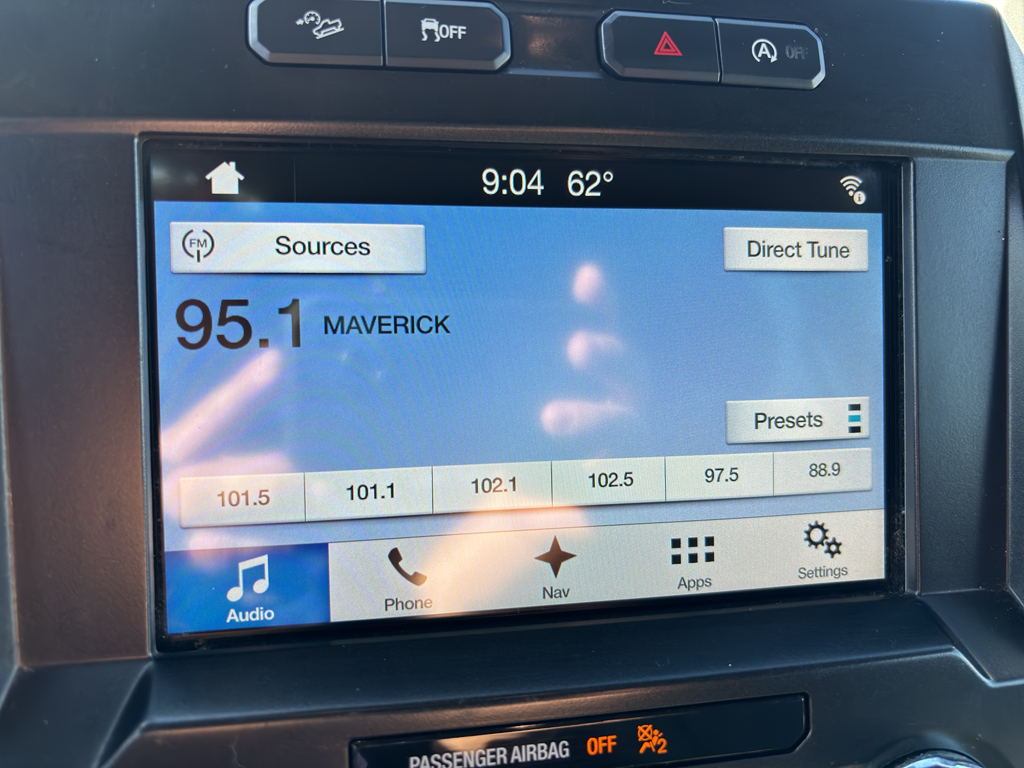 OFF
A OFF
9:04 62°
FM Sources
Direct Tune
95.1 MAVERICK
Presets
101.5 101.1 102.1 102.5 97.5 88.9
Audio Phone Nav Apps Settings
PASSENGER AIRBAG OFF 2